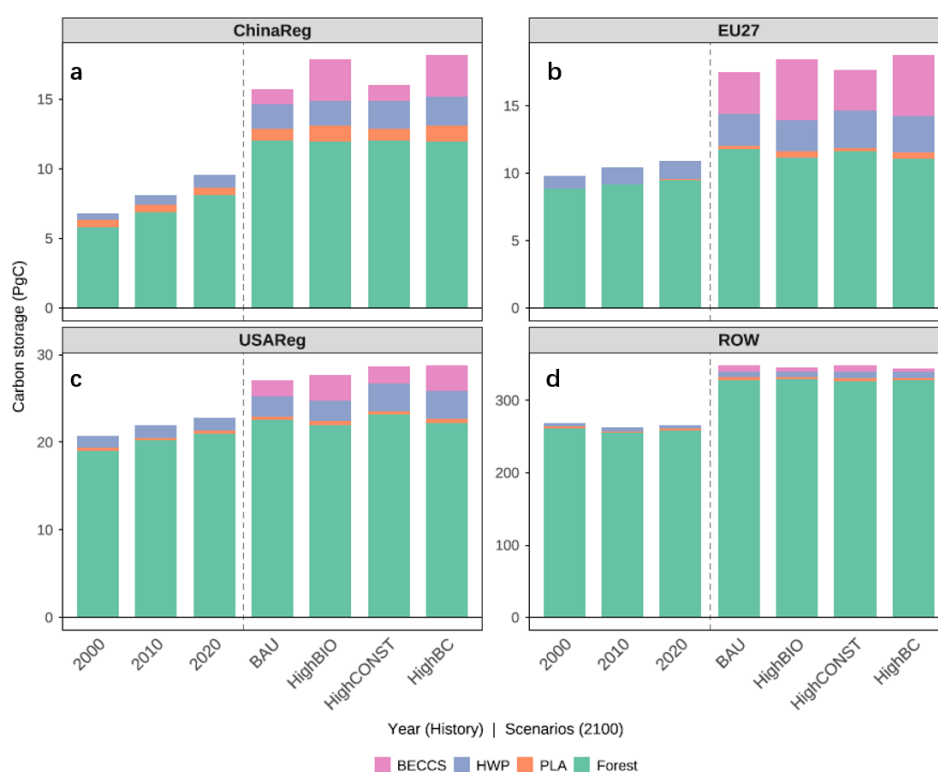 ChinaReg
EU27
a
b
15
10
5
0
15
10
5
0
Carbon storage (PgC)
USAReg
ROW
c
d
30
20
10
0
300
200
100
0
2000
2010
2020
BAU
HighBIO
HighCONST
HighBC
2000
2010
2020
BAU
HighBIO
HighCONST
HighBC
Year (History) | Scenarios (2100)
BECCS HWP PLA Forest